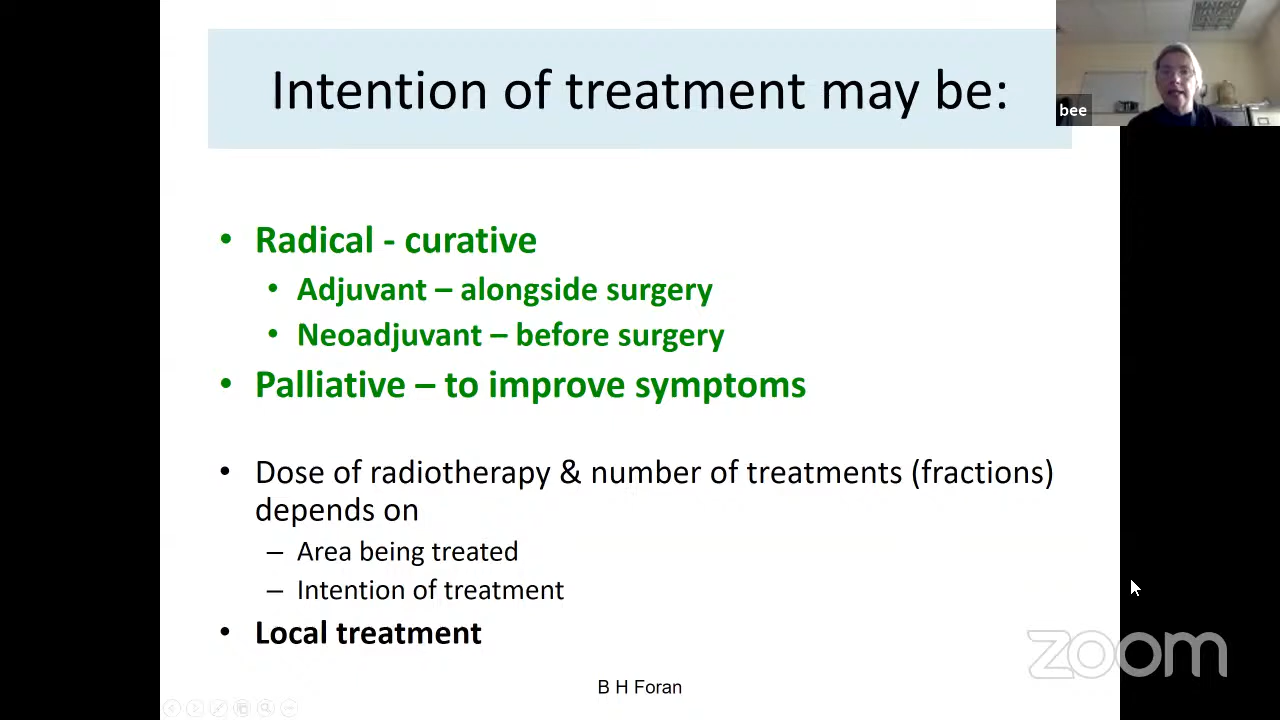 Intention of treatment may be:
bee
• Radical - curative
• Adjuvant – alongside surgery
• Neoadjuvant – before surgery
• Palliative – to improve symptoms
• Dose of radiotherapy & number of treatments (fractions)
depends on
– Area being treated
– Intention of treatment
• Local treatment
zoom
B H Foran